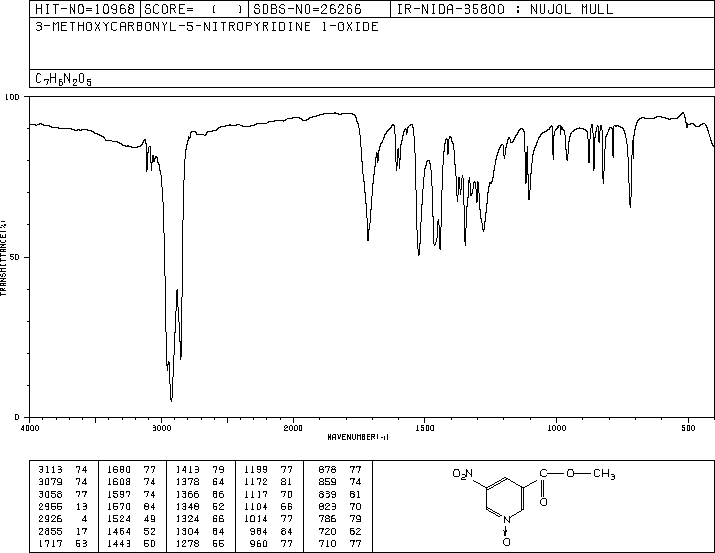 HIT-NO=10968 SCORE= ( ) SDBS-NO=26266 IR-NIDA-35800 : NUJOL MULL
3-METHOXYCARBONYL-5-NITROPYRIDINE 1-OXIDE
C7H6N2O5
100
50
0
TRANSMITTANCE(%)
4000 3000 2000 1500 1000 500
WAVENUMBER(-1)
3113 74 1680 77 1413 79 1199 77 878 77
3079 74 1608 74 1378 64 1172 81 859 74
3058 77 1597 74 1366 86 1117 70 839 81
2955 13 1570 84 1348 52 1104 66 823 70
2926 4 1524 49 1324 66 1014 77 786 79
2855 17 1464 52 1304 64 984 84 720 62
1717 53 1443 50 1278 55 960 77 710 77
O2N C O CH3
O
N
O